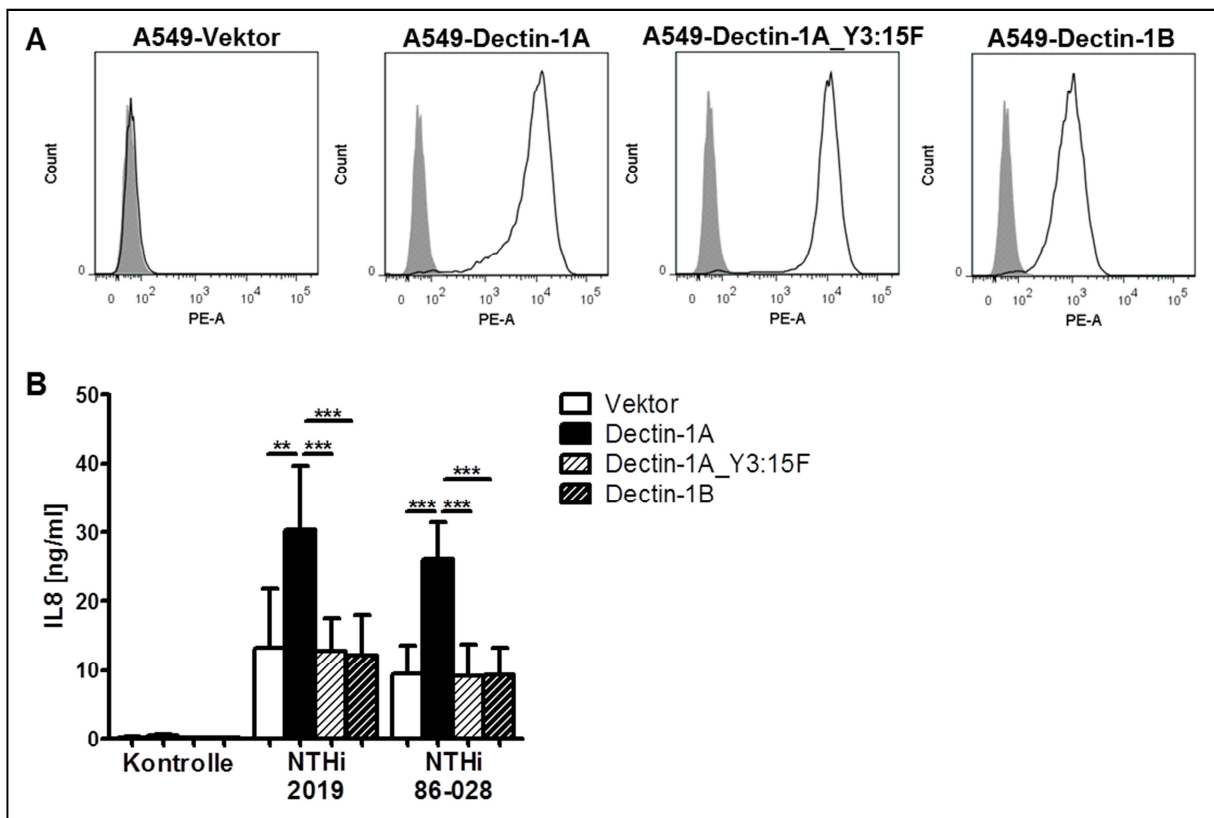 A
A549-Vektor
A549-Dectin-1A
A549-Dectin-1A_Y3:15F
A549-Dectin-1B
Count
0
0 10² 10³ 10⁴ 10⁵
PE-A
Count
0
0 10² 10³ 10⁴ 10⁵
PE-A
Count
0
0 10² 10³ 10⁴ 10⁵
PE-A
Count
0
0 10² 10³ 10⁴ 10⁵
PE-A
B
IL8 [ng/ml]
50
40
30
20
10
0
** *** ***
*** *** ***
Kontrolle
NTHi
2019
NTHi
86-028
Vektor
Dectin-1A
Dectin-1A_Y3:15F
Dectin-1B